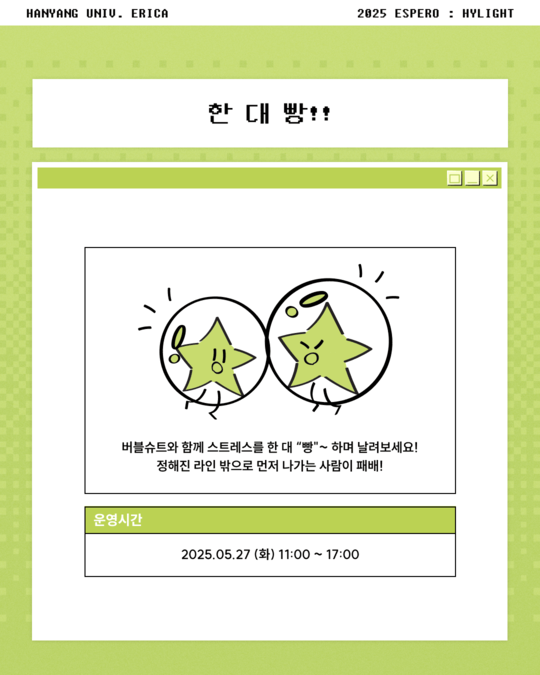 HANYANG UNIV. ERICA
2025 ESPERO : HYLIGHT
한 대 빵!!
버블슈트와 함께 스트레스를 한 대 “빵"~ 하며 날려보세요!
정해진 라인 밖으로 먼저 나가는 사람이 패배!
운영시간
2025.05.27 (화) 11:00 ~ 17:00